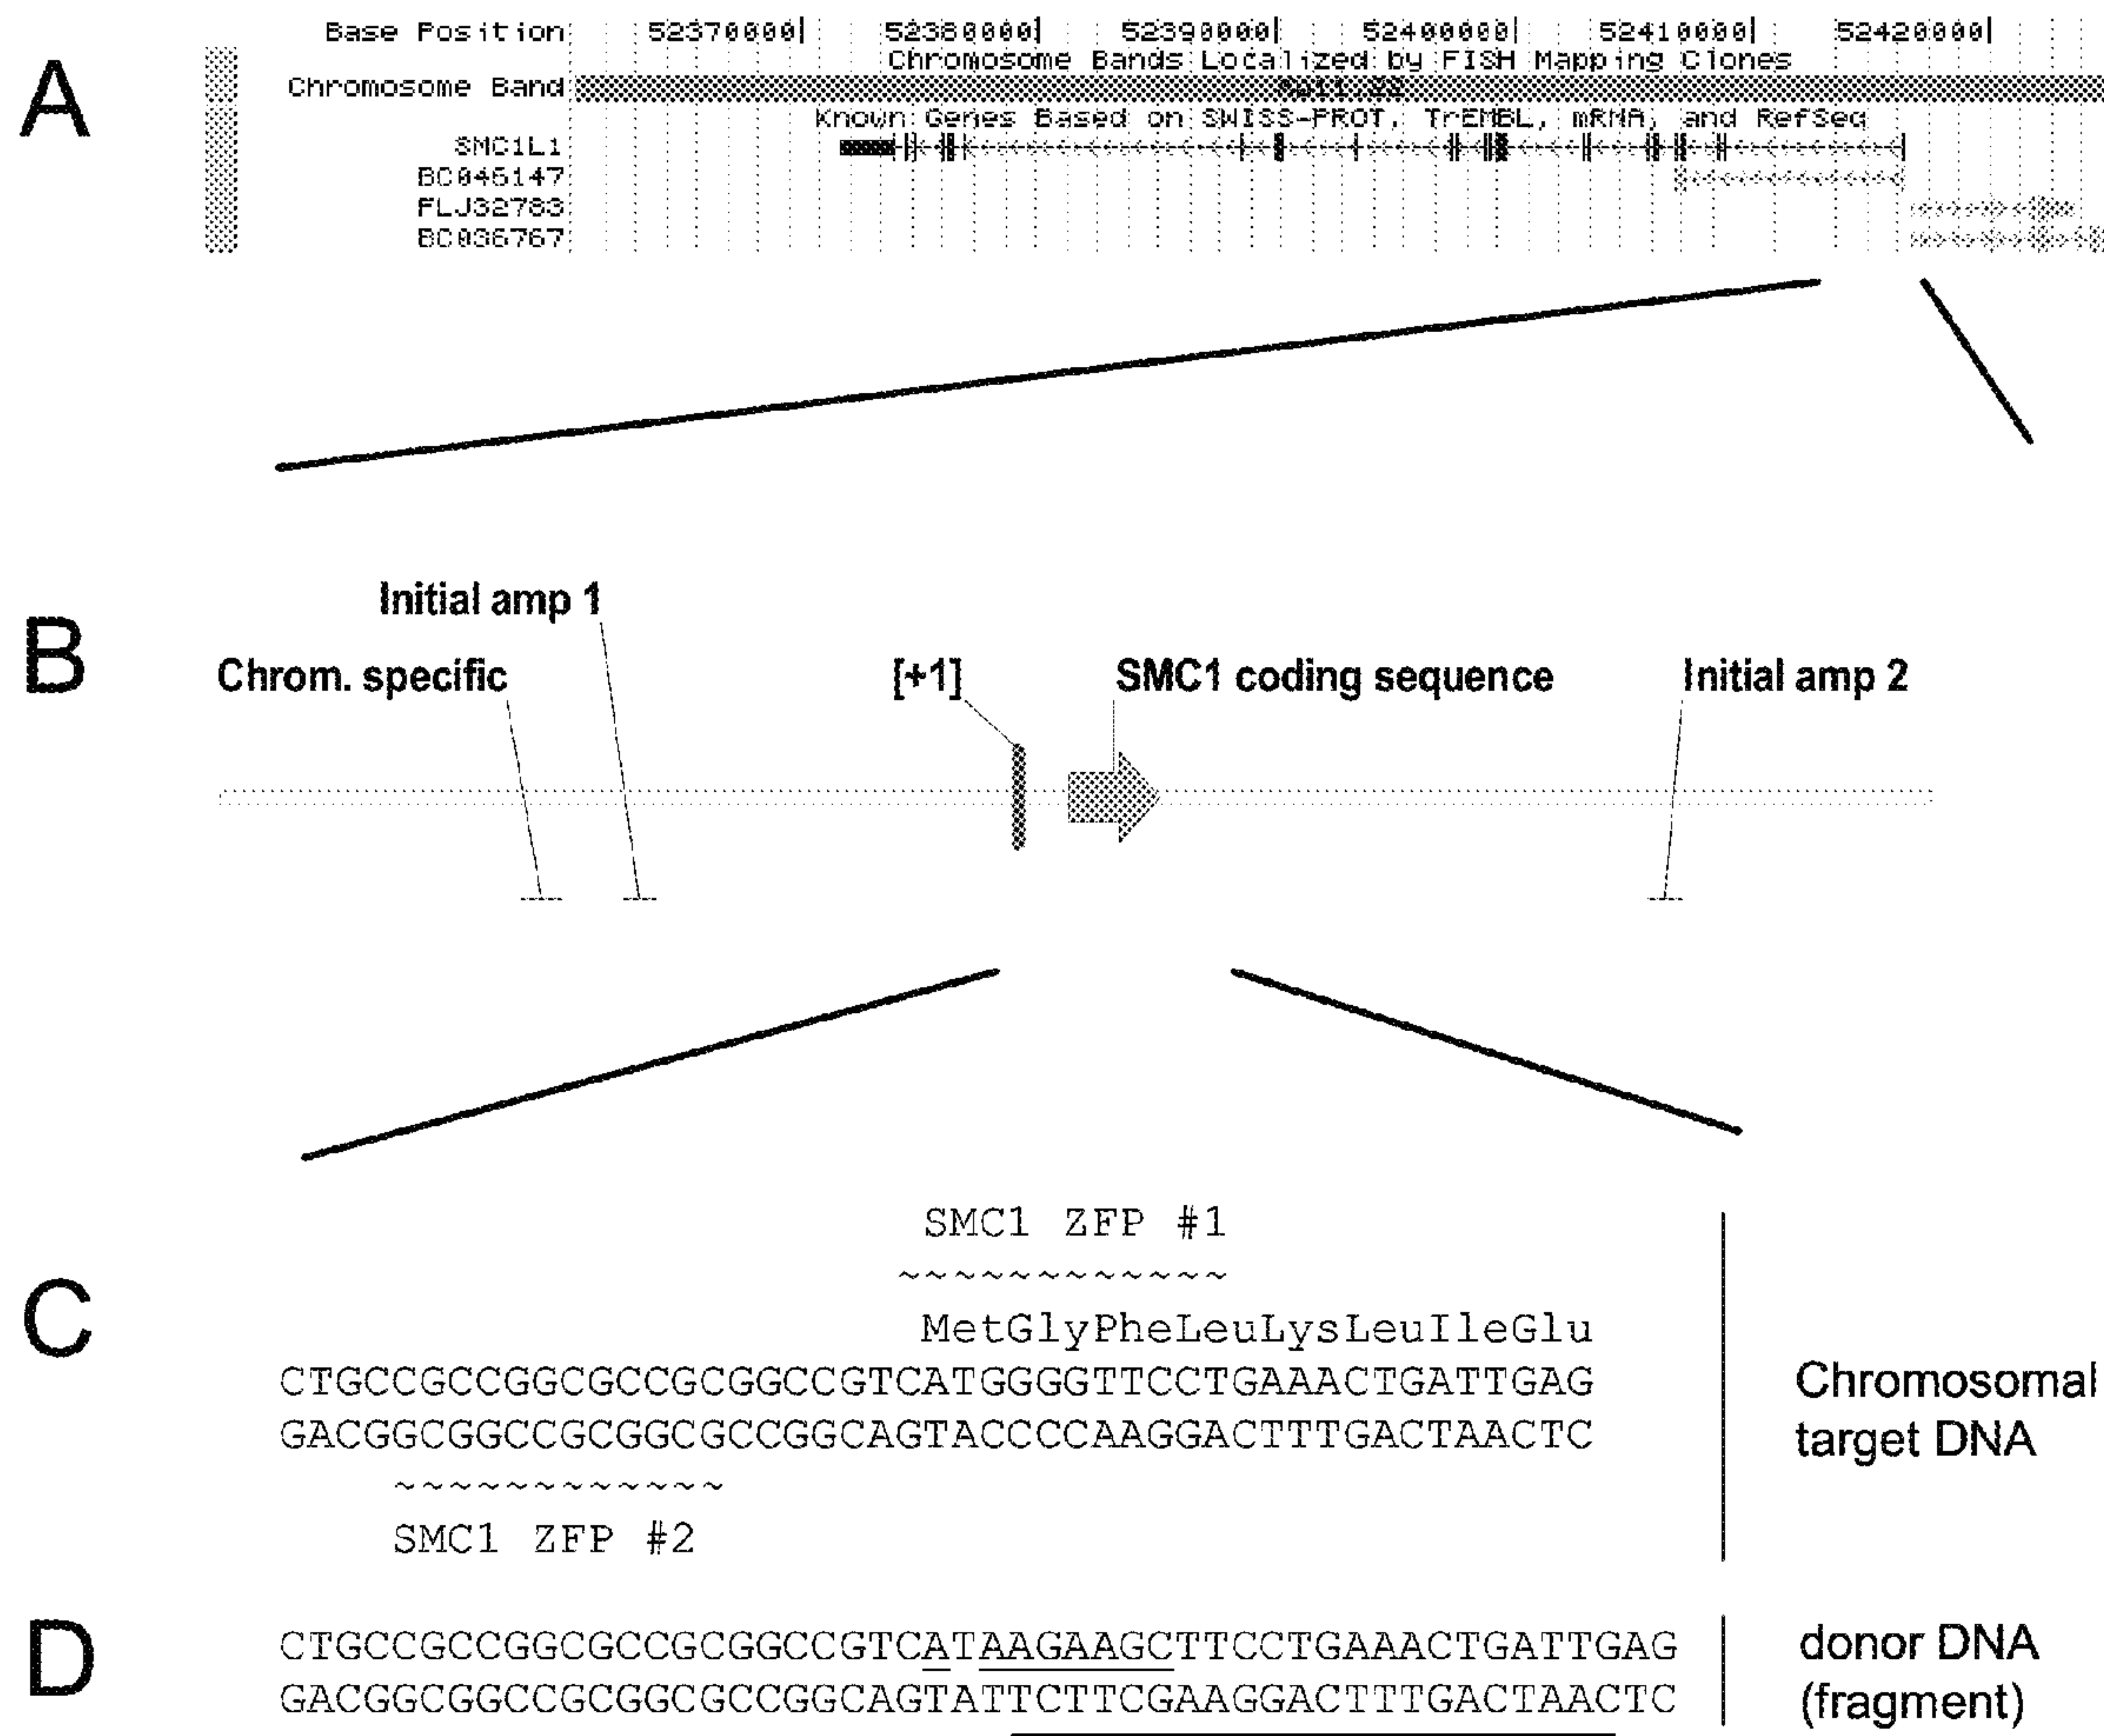 A
Base Position 52370000| 52380000| 52390000| 52400000| 52410000| 52420000|
Chromosome Bands Localized by FISH Mapping Clones
Chromosome Band
Known Genes Based on SWISS-PROT, TrEMBL, mRNA, and RefSeq
SMC1L1
BC046147
FLJ32783
BC036767
B
Initial amp 1
Chrom. specific [+1] SMC1 coding sequence Initial amp 2
C
SMC1 ZFP #1
~~~~~~~~~~~~
MetGlyPheLeuLysLeuIleGlu
CTGCCGCCGGCGCCGCGGCCGTCATGGGGTTCCTGAAACTGATTGAG
GACGGCGGCCGCGGCGCCGGCAGTACCCCAAGGACTTTGACTAACTC
~~~~~~~~~~~~
SMC1 ZFP #2
Chromosomal
target DNA
D
CTGCCGCCGGCGCCGCGGCCGTCATAAGAAGCTTCCTGAAACTGATTGAG
GACGGCGGCCGCGGCGCCGGCAGTATTCTTCGAAGGACTTTGACTAACTC
donor DNA
(fragment)